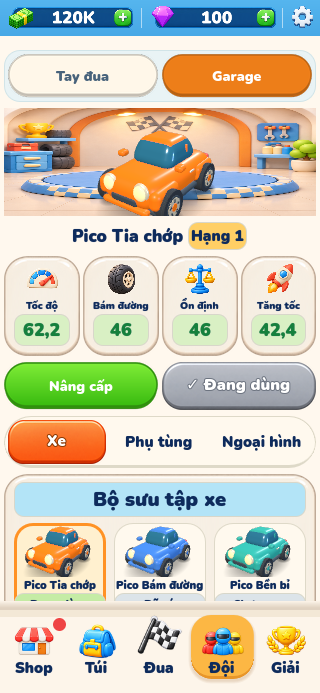 120K
100
Tay đua
Garage
Pico Tia chớp Hạng 1
Tốc độ
Bám đường
Ổn định
Tăng tốc
62,2
46
46
42,4
Nâng cấp
✓ Đang dùng
Xe
Phụ tùng
Ngoại hình
Bộ sưu tập xe
Pico Tia chớp
Pico Bám đường
Pico Bền bỉ
Shop
Túi
Đua
Đội
Giải